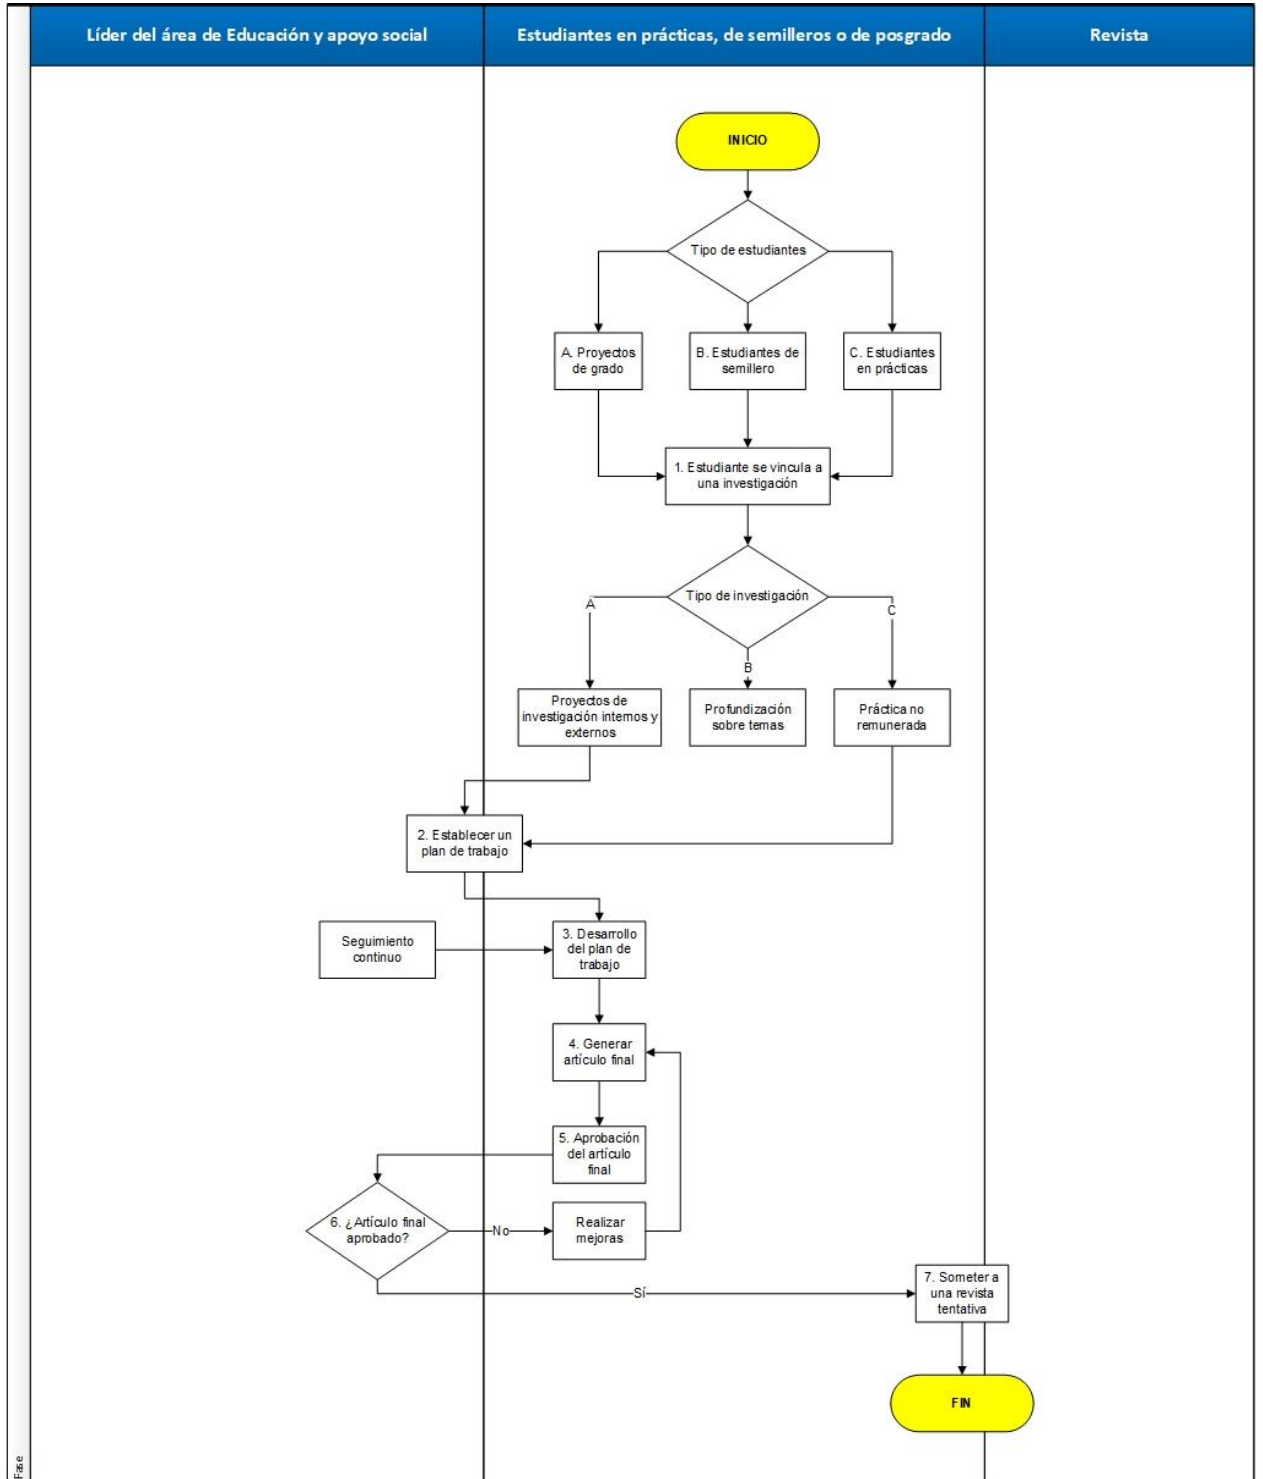 Líder del área de Educación y apoyo social
Estudiantes en prácticas, de semilleros o de posgrado
Revista
INICIO
Tipo de estudiantes
A. Proyectos
de grado
B. Estudiantes de
semillero
C. Estudiantes
en prácticas
1. Estudiante se vincula a
una investigación
Tipo de investigación
A
B
C
Proyectos de
investigación internos y
externos
Profundización
sobre temas
Práctica no
remunerada
2. Establecer un
plan de trabajo
Seguimiento
continuo
3. Desarrollo
del plan de
trabajo
4. Generar
artículo final
5. Aprobación
del artículo
final
6. ¿Artículo final
aprobado?
No
Realizar
mejoras
Sí
7. Someter a
una revista
tentativa
FIN
Fase